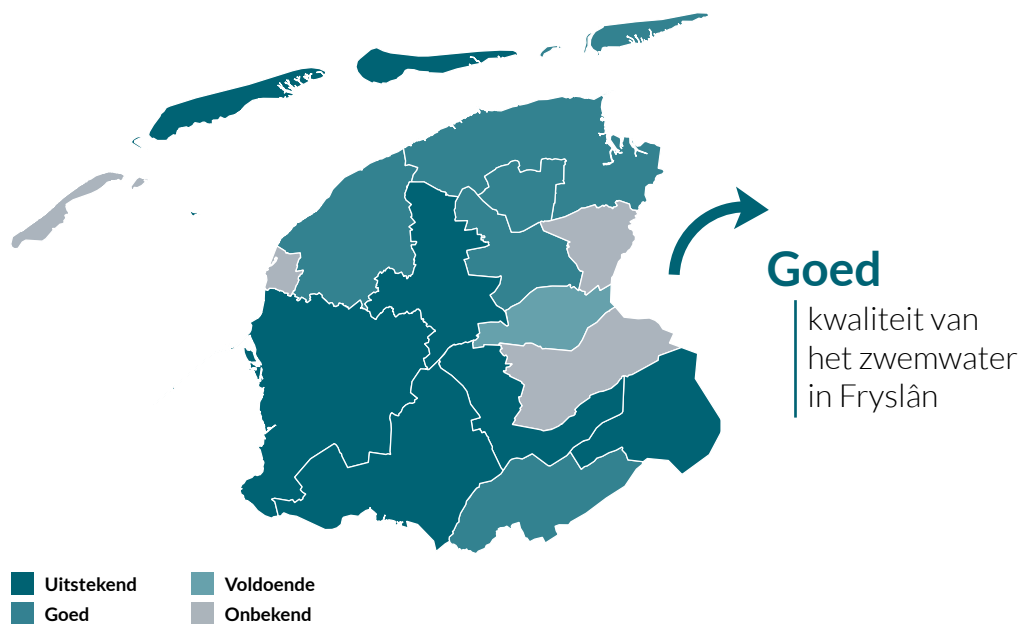 Goed
kwaliteit van
het zwemwater
in Fryslân
Uitstekend
Goed
Voldoende
Onbekend